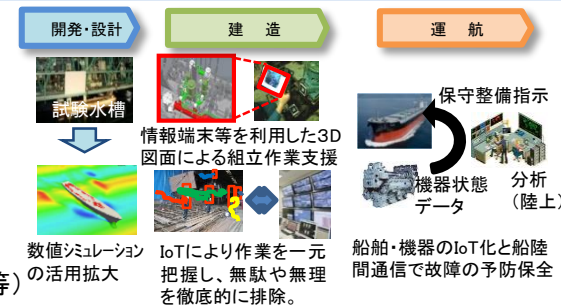 開発・設計
建 造
運 航
試験水槽
数値シミュレーション
の活用拡大
情報端末等を利用した3D
図面による組立作業支援
IoTにより作業を一元
把握し、無駄や無理
を徹底的に排除。
保守整備指示
機器状態
データ
分析
(陸上)
船舶・機器のIoT化と船陸
間通信で故障の予防保全
等)